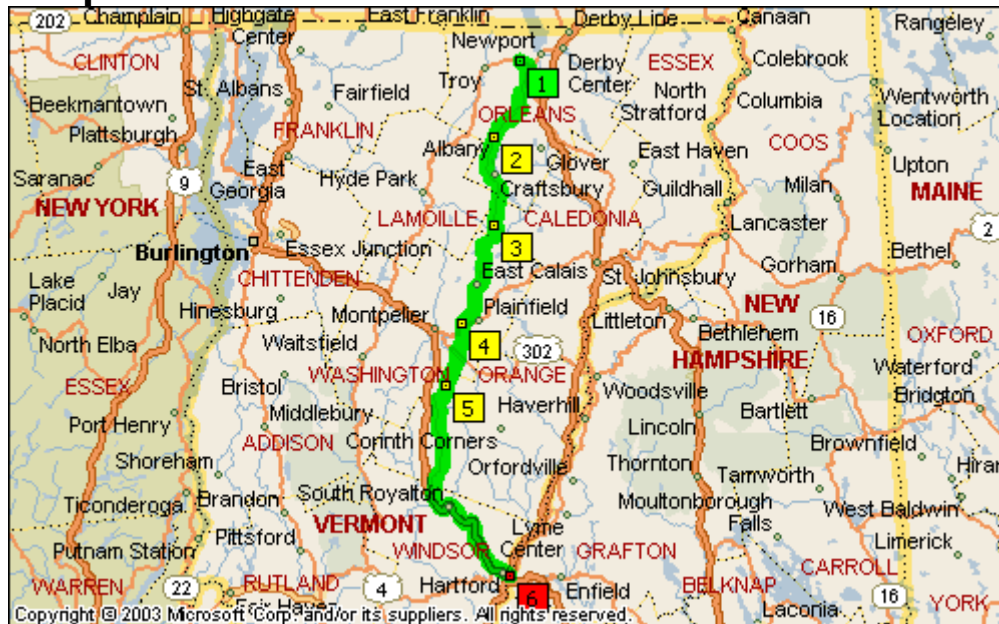 202
Champlain
Highgate
Center
East Franklin
Derby Line
Canaan
Rangeley
CLINTON
Newport
Derby
Center
ESSEX
Colebrook
Troy
1
St. Albans
Fairfield
North
Stratford
Columbia
Wentworth
Location
Beekmantown
ORLEANS
Plattsburgh
FRANKLIN
Albany
2
Glover
East Haven
COOS
Upton
Saranac
9
East
Georgia
Hyde Park
Craftsbury
Guildhall
Milan
MAINE
NEW YORK
LAMOILLE
CALEDONIA
Lancaster
2
Burlington
Essex Junction
3
Bethel
Lake
Placid
Jay
CHITTENDEN
East Calais
St. Johnsbury
Gorham
Hinesburg
Montpelier
Plainfield
NEW
HAMPSHIRE
16
North Elba
Waitsfield
4
302
Littleton
Bethlehem
OXFORD
ESSEX
Bristol
WASHINGTON
ORANGE
Woodsville
Waterford
Bridgton
Port Henry
Middlebury
5
Haverhill
Lincoln
Bartlett
ADDISON
Corinth Corners
Brownfield
Shoreham
Orfordville
Thornton
Tamworth
Hiram
Ticonderoga
Brandon
South Royalton
Moultonborough
Falls
West Baldwin
Putnam Station
Pittsford
VERMONT
WINDSOR
Lyme
Center
GRAFTON
Limerick
WARREN
22
RUTLAND
4
Hartford
6
Enfield
BELKNAP
CARROLL
16
YORK
Laconia
Copyright © 2003 Microsoft Corp. and/or its suppliers. All rights reserved.